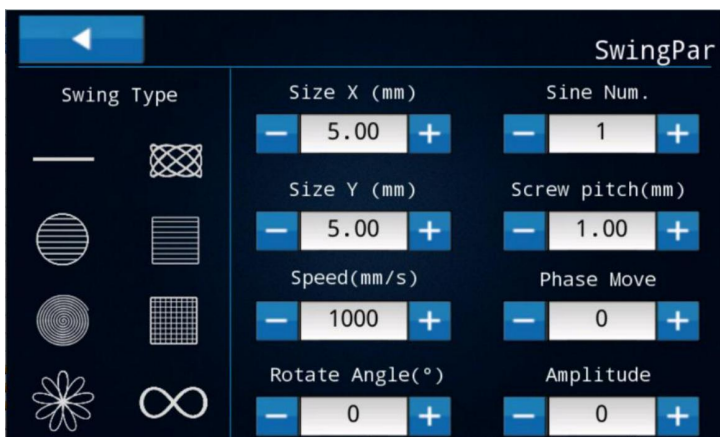 SwingPar
Swing Type
Size X (mm)
5.00
Sine Num.
1
Size Y (mm)
5.00
Screw pitch(mm)
1.00
Speed(mm/s)
1000
Phase Move
0
Rotate Angle(°)
0
Amplitude
0